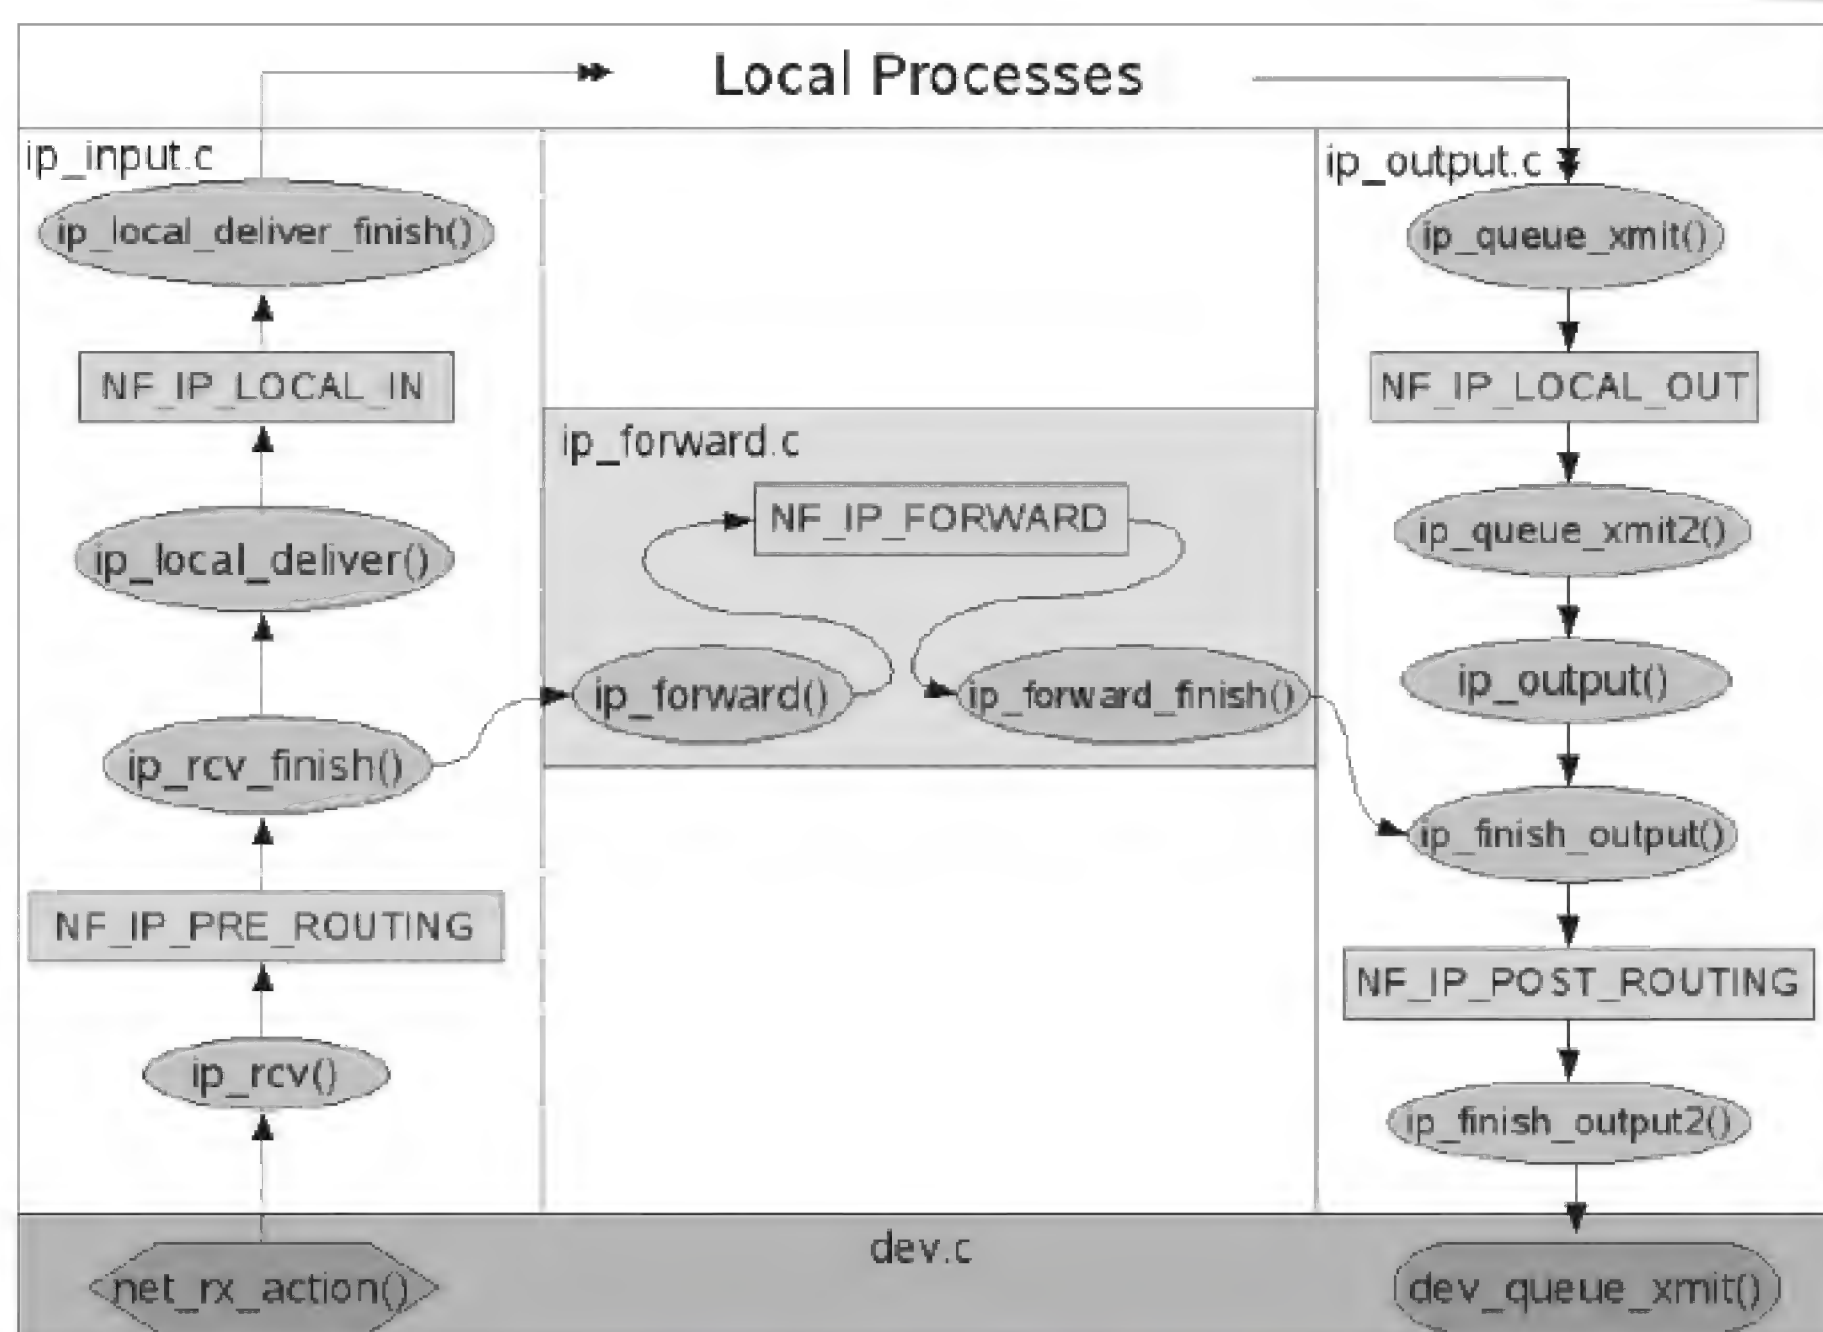 Local Processes
ip_input.c
ip_local_deliver_finish()
NF_IP_LOCAL_IN
ip_local_deliver()
ip_rcv_finish()
NF_IP_PRE_ROUTING
ip_rcv()
ip_forward.c
NF_IP_FORWARD
ip_forward()
ip_forward_finish()
ip_output.c
ip_queue_xmit()
NF_IP_LOCAL_OUT
ip_queue_xmit2()
ip_output()
ip_finish_output()
NF_IP_POST_ROUTING
ip_finish_output2()
dev.c
net_rx_action()
dev_queue_xmit()